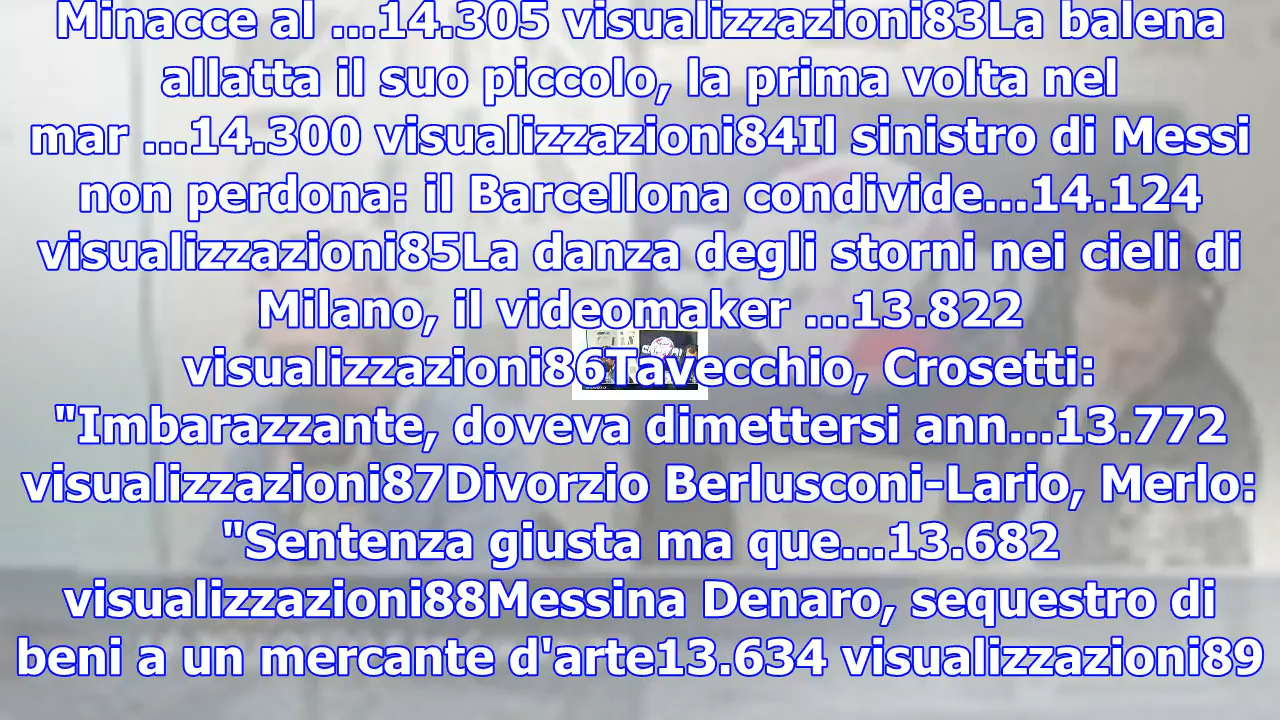 Minacce al ...14.305 visualizzazioni83La balena
allatta il suo piccolo, la prima volta nel
mar ...14.300 visualizzazioni84Il sinistro di Messi
non perdona: il Barcellona condivide...14.124
visualizzazioni85La danza degli storni nei cieli di
Milano, il videomaker ...13.822
visualizzazioni86Tavecchio, Crosetti:
"Imbarazzante, doveva dimettersi ann...13.772
visualizzazioni87Divorzio Berlusconi-Lario, Merlo:
"Sentenza giusta ma que...13.682
visualizzazioni88Messina Denaro, sequestro di
beni a un mercante d'arte13.634 visualizzazioni89